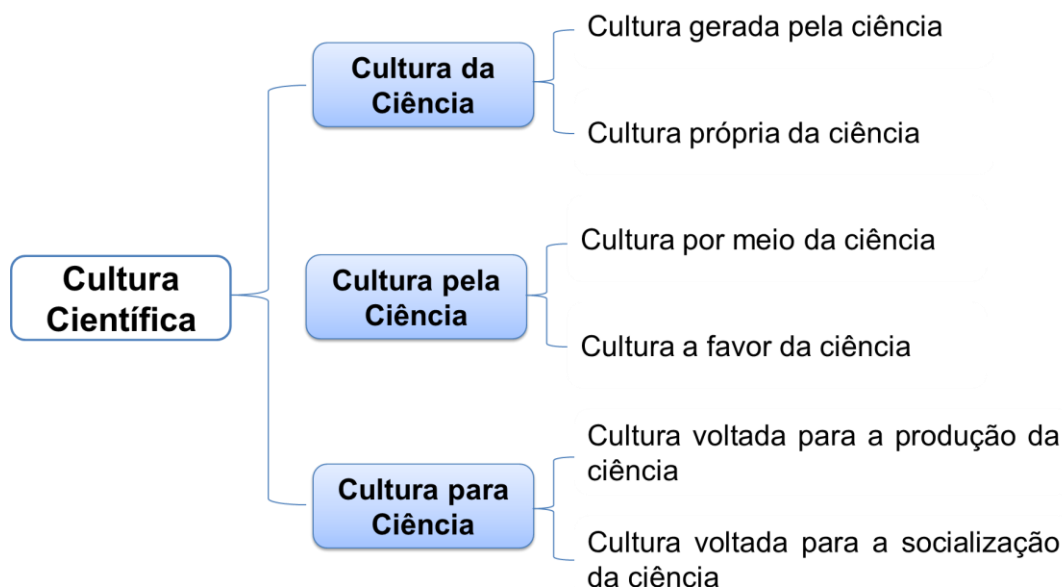 Cultura gerada pela ciência
Cultura da
Ciência
Cultura própria da ciência
Cultura por meio da ciência
Cultura
Científica
Cultura pela
Ciência
Cultura a favor da ciência
Cultura voltada para a produção da
ciência
Cultura para
Ciência
Cultura voltada para a socialização
da ciência